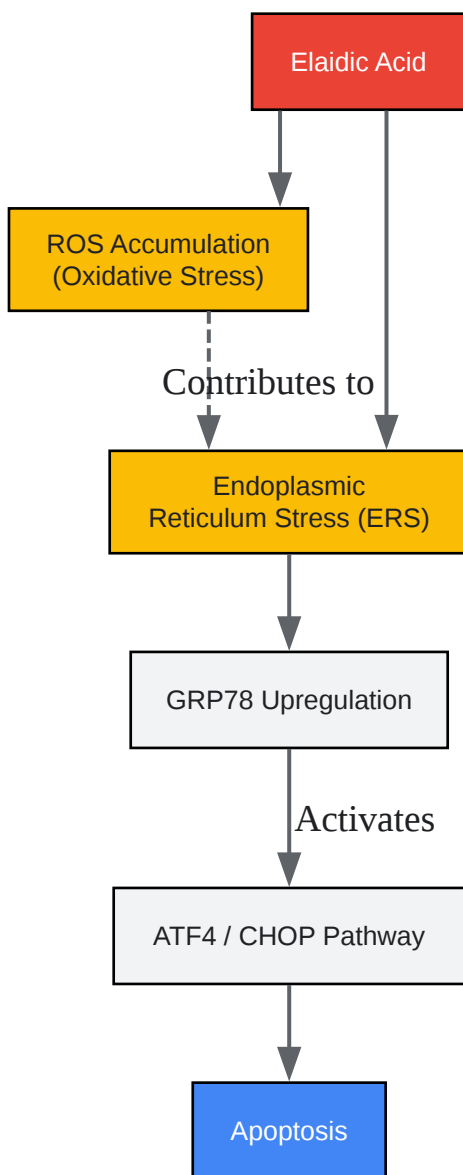 Elaidic Acid
ROS Accumulation
(Oxidative Stress)
Contributes to
Endoplasmic
Reticulum Stress (ERS)
GRP78 Upregulation
Activates
ATF4 / CHOP Pathway
Apoptosis